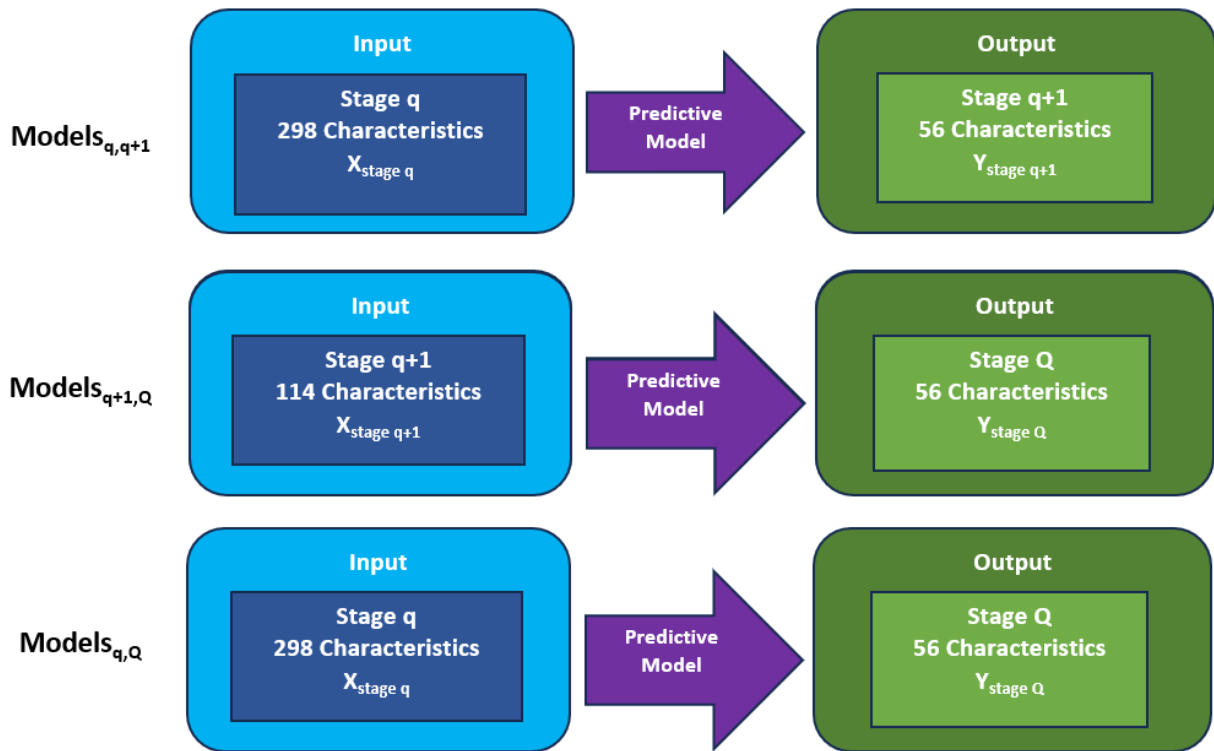 Input
Output
Stage q
298 Characteristics
X_stage q
Models_q,q+1
Predictive
Model
Stage q+1
56 Characteristics
Y_stage q+1
Input
Output
Stage q+1
114 Characteristics
X_stage q+1
Models_q+1,Q
Predictive
Model
Stage Q
56 Characteristics
Y_stage Q
Input
Output
Stage q
298 Characteristics
X_stage q
Models_q,Q
Predictive
Model
Stage Q
56 Characteristics
Y_stage Q